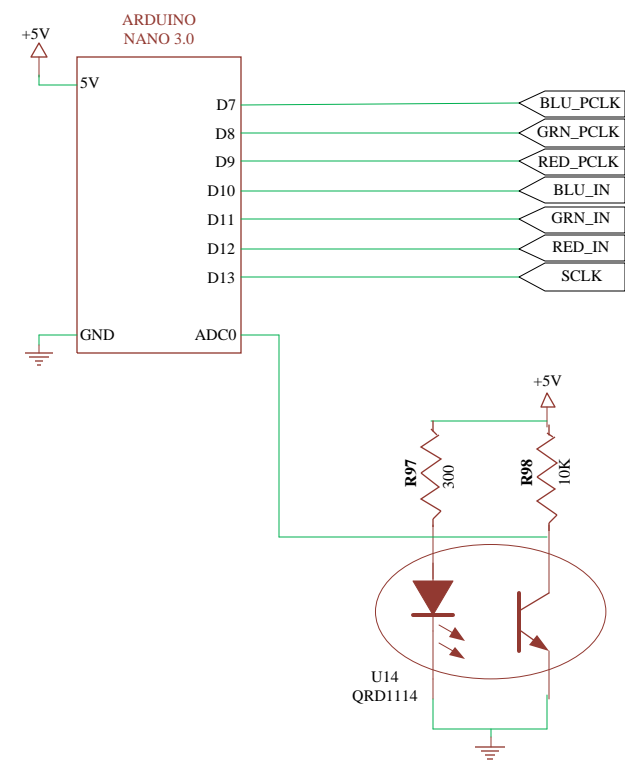 ARDUINO
NANO 3.0
+5V
5V
D7
BLU_PCLK
D8
GRN_PCLK
D9
RED_PCLK
D10
BLU_IN
D11
GRN_IN
D12
RED_IN
D13
SCLK
GND
ADC0
+5V
R97
300
R98
10K
U14
QRD1114